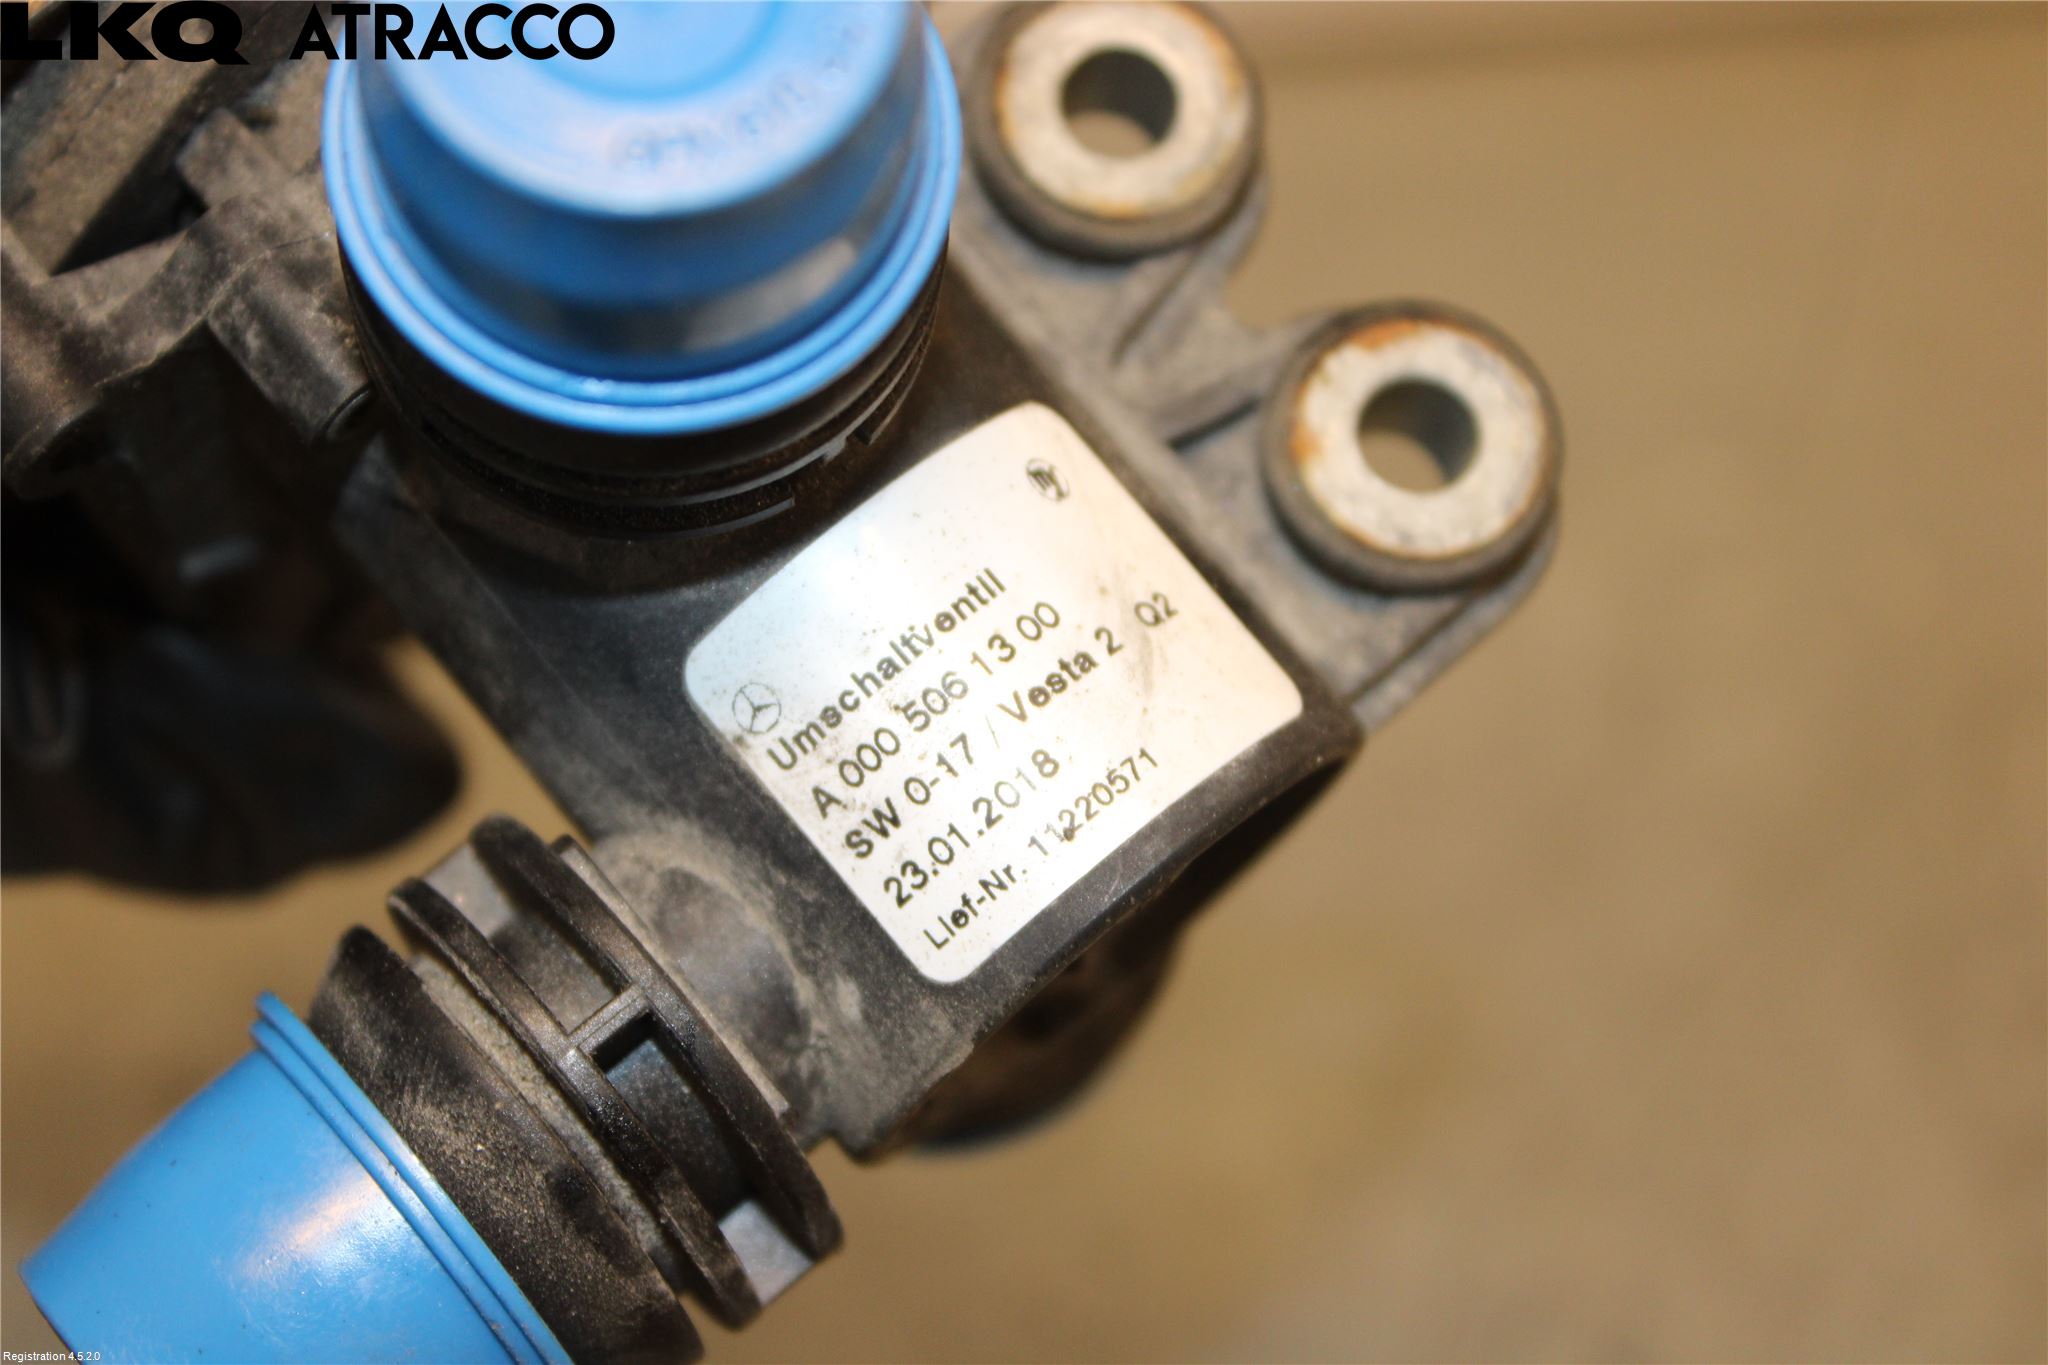 LKQ ATRACCO
Umschaltventil
A 000 506 13 00
SW 0-17 / Vesta 2 Q2
23.01.2018
Lief-Nr. 11220571
Registration 4.5.2.0